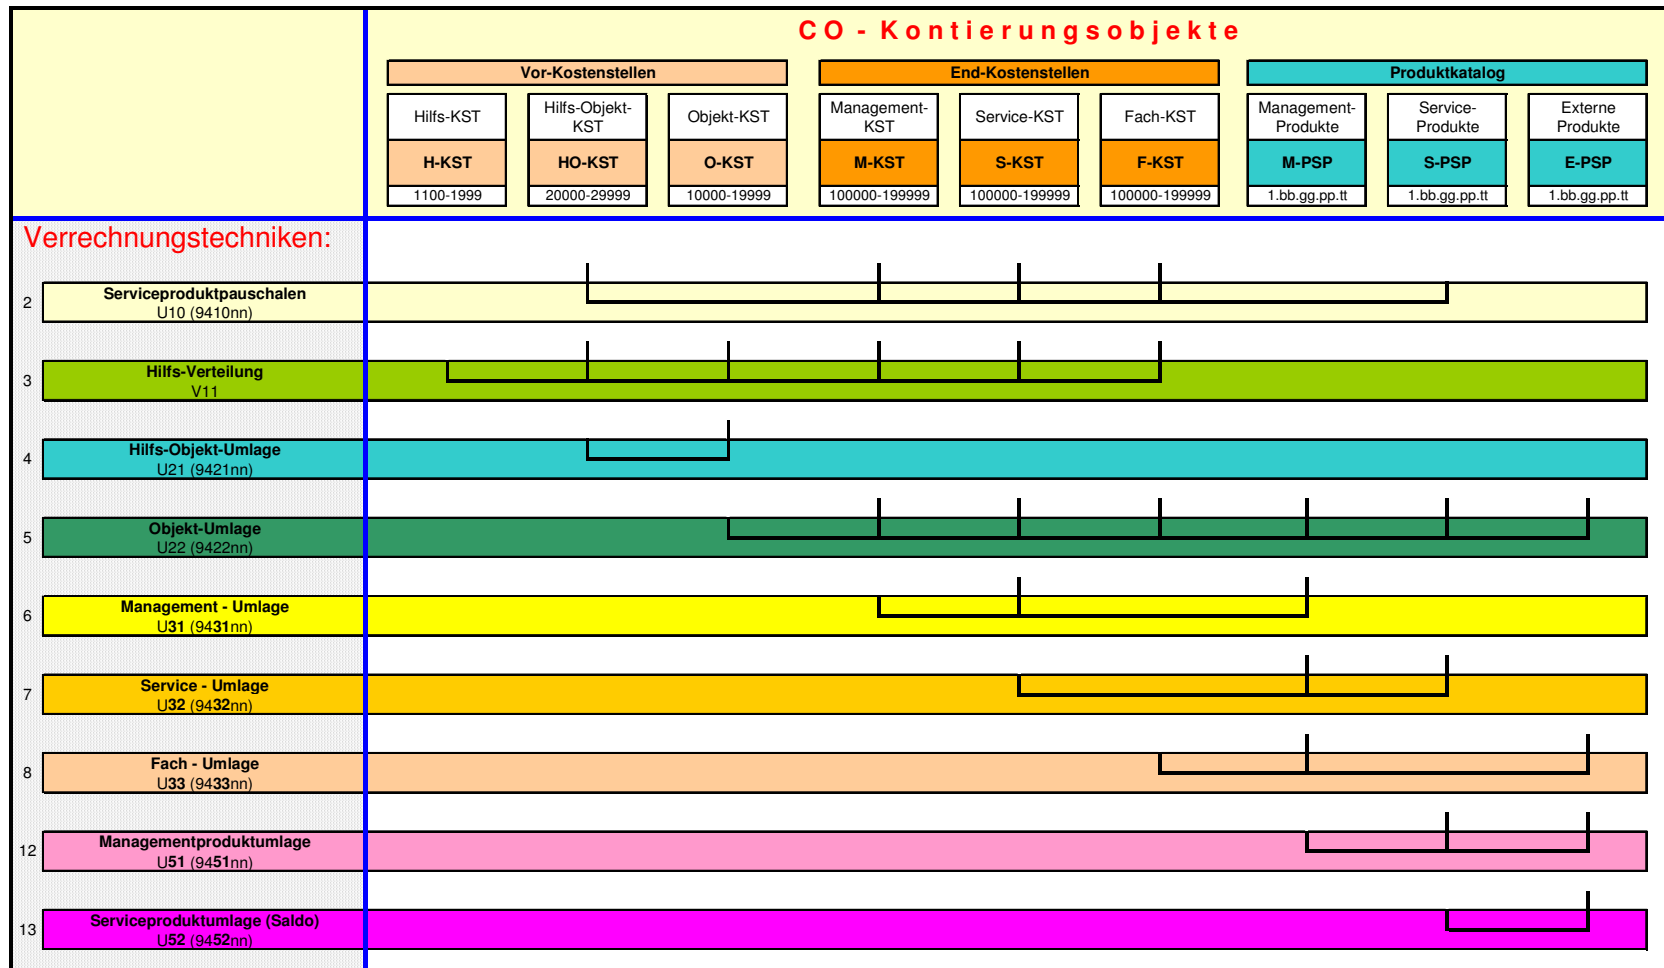 CO - Kontierungsobjekte
Vor-Kostenstellen
End-Kostenstellen
Produktkatalog
Hilfs-KST
Hilfs-Objekt-
KST
Objekt-KST
Management-
KST
Service-KST
Fach-KST
Management-
Produkte
Service-
Produkte
Externe
Produkte
H-KST
HO-KST
O-KST
M-KST
S-KST
F-KST
M-PSP
S-PSP
E-PSP
1100-1999
20000-29999
10000-19999
100000-199999
100000-199999
100000-199999
1.bb.gg.pp.tt
1.bb.gg.pp.tt
1.bb.gg.pp.tt
Verrechnungstechniken:
2
Serviceproduktpauschalen
U10 (9410nn)
3
Hilfs-Verteilung
V11
4
Hilfs-Objekt-Umlage
U21 (9421nn)
5
Objekt-Umlage
U22 (9422nn)
6
Management - Umlage
U31 (9431nn)
7
Service - Umlage
U32 (9432nn)
8
Fach - Umlage
U33 (9433nn)
12
Managementproduktumlage
U51 (9451nn)
13
Serviceproduktumlage (Saldo)
U52 (9452nn)